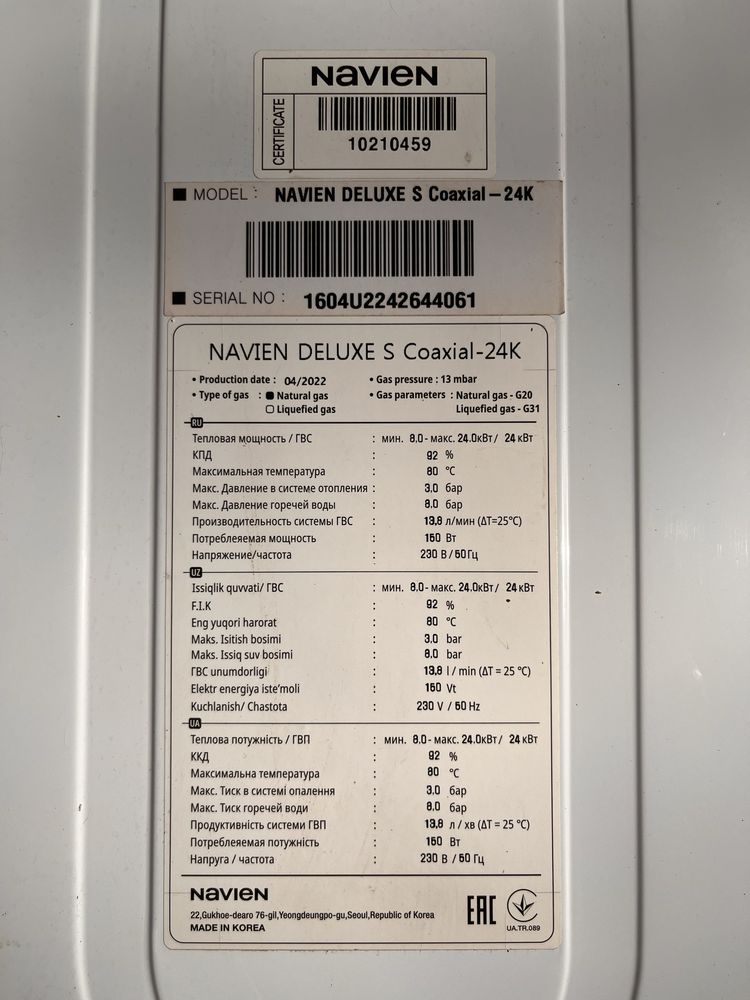 NAVIEN
CERTIFICATE
10210459
■ MODEL : NAVIEN DELUXE S Coaxial-24K
■ SERIAL NO : 1604U2242644061
NAVIEN DELUXE S Coaxial-24K
• Production date : 04/2022 • Gas pressure : 13 mbar
• Type of gas : Natural gas • Gas parameters : Natural gas - G20
Liquefied gas Liquefied gas - G31
RU
Тепловая мощность / ГВС : мин. 8.0 - макс. 24.0кВт / 24 кВт
КПД : 92 %
Максимальная температура : 80 °C
Макс. Давление в системе отопления : 3.0 бар
Макс. Давление горячей воды : 8.0 бар
Производительность системы ГВС : 13,8 л/мин (ΔT=25°C)
Потребляемая мощность : 150 Вт
Напряжение/частота : 230 В / 50 Гц
UZ
Issiqlik quvvati/ ГВС : мин. 8.0 - макс. 24.0кВт / 24 кВт
F.I.K : 92 %
Eng yuqori harorat : 80 °C
Maks. Isitish bosimi : 3.0 bar
Maks. Issiq suv bosimi : 8.0 bar
ГВС unumdorligi : 13,8 l / min (ΔT = 25 °C)
Elektr energiya iste'moli : 150 Vt
Kuchlanish/ Chastota : 230 V / 50 Hz
UA
Теплова потужність / ГВП : мин. 8.0 - макс. 24.0кВт / 24 кВт
ККД : 92 %
Максимальна температура : 80 °C
Макс. Тиск в системі опалення : 3.0 бар
Макс. Тиск горечей води : 8.0 бар
Продуктивність системи ГВП : 13,8 л / хв (ΔT = 25 °C)
Потреблеяемая потужність : 150 Вт
Напруга / частота : 230 В / 50 Гц
NAVIEN
22,Gukhoe-dearo 76-gil,Yeongdeungpo-gu,Seoul,Republic of Korea
MADE IN KOREA
EAC
UA.TR.089